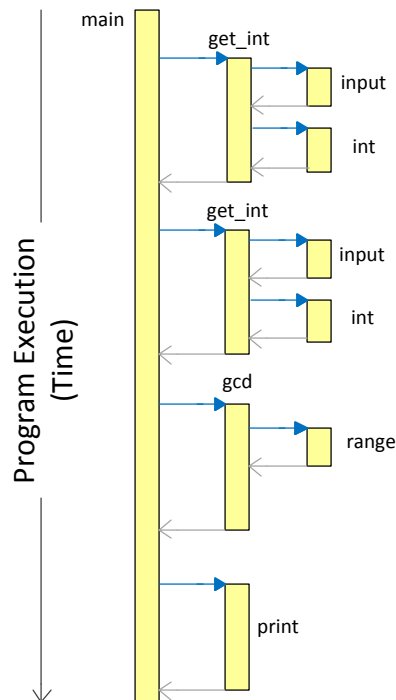 main
get_int
input
int
get_int
input
int
gcd
range
print
Program Execution
(Time)